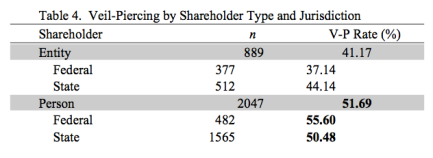 Table 4. Veil-Piercing by Shareholder Type and Jurisdiction
Shareholder n V-P Rate (%)
Entity 889 41.17
Federal 377 37.14
State 512 44.14
Person 2047 51.69
Federal 482 55.60
State 1565 50.48